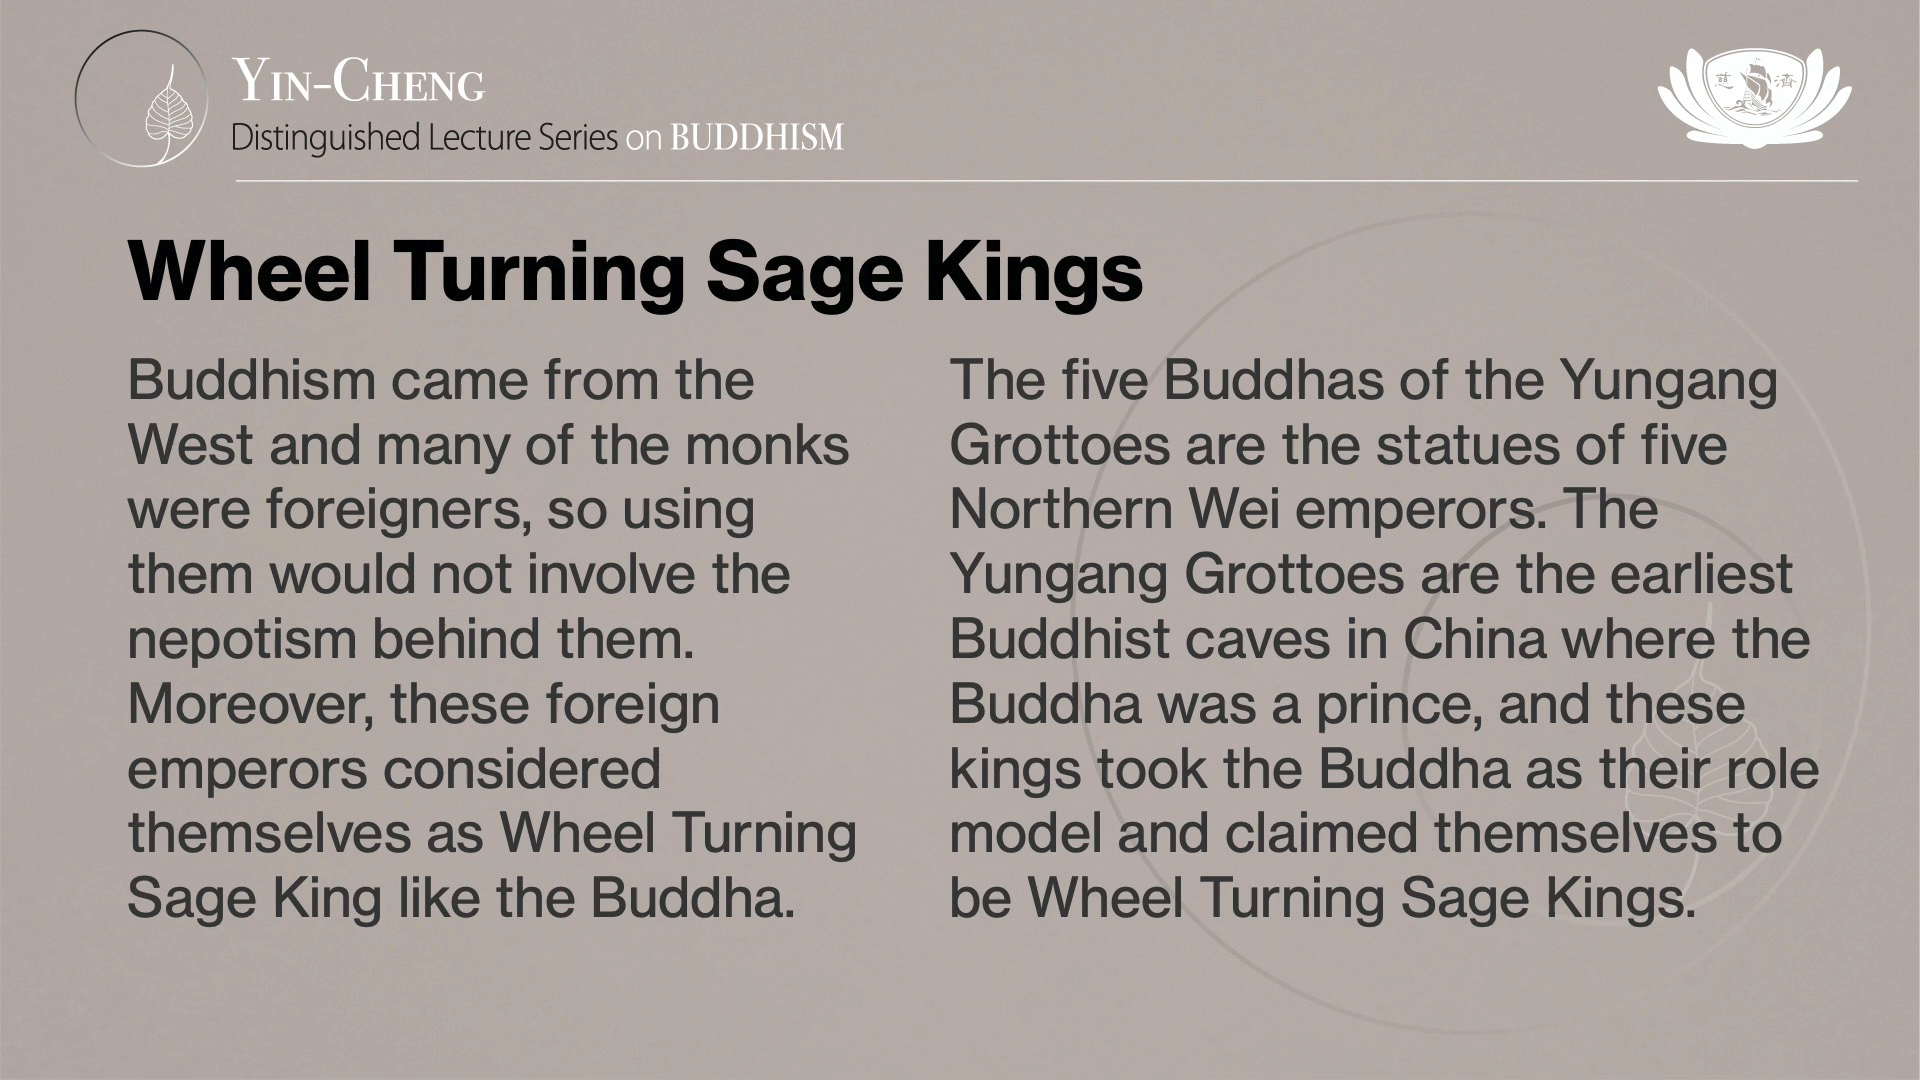 YIN-CHENG
Distinguished Lecture Series on BUDDHISM
慈 濟
Wheel Turning Sage Kings
Buddhism came from the
West and many of the monks
were foreigners, so using
them would not involve the
nepotism behind them.
Moreover, these foreign
emperors considered
themselves as Wheel Turning
Sage King like the Buddha.
The five Buddhas of the Yungang
Grottoes are the statues of five
Northern Wei emperors. The
Yungang Grottoes are the earliest
Buddhist caves in China where the
Buddha was a prince, and these
kings took the Buddha as their role
model and claimed themselves to
be Wheel Turning Sage Kings.